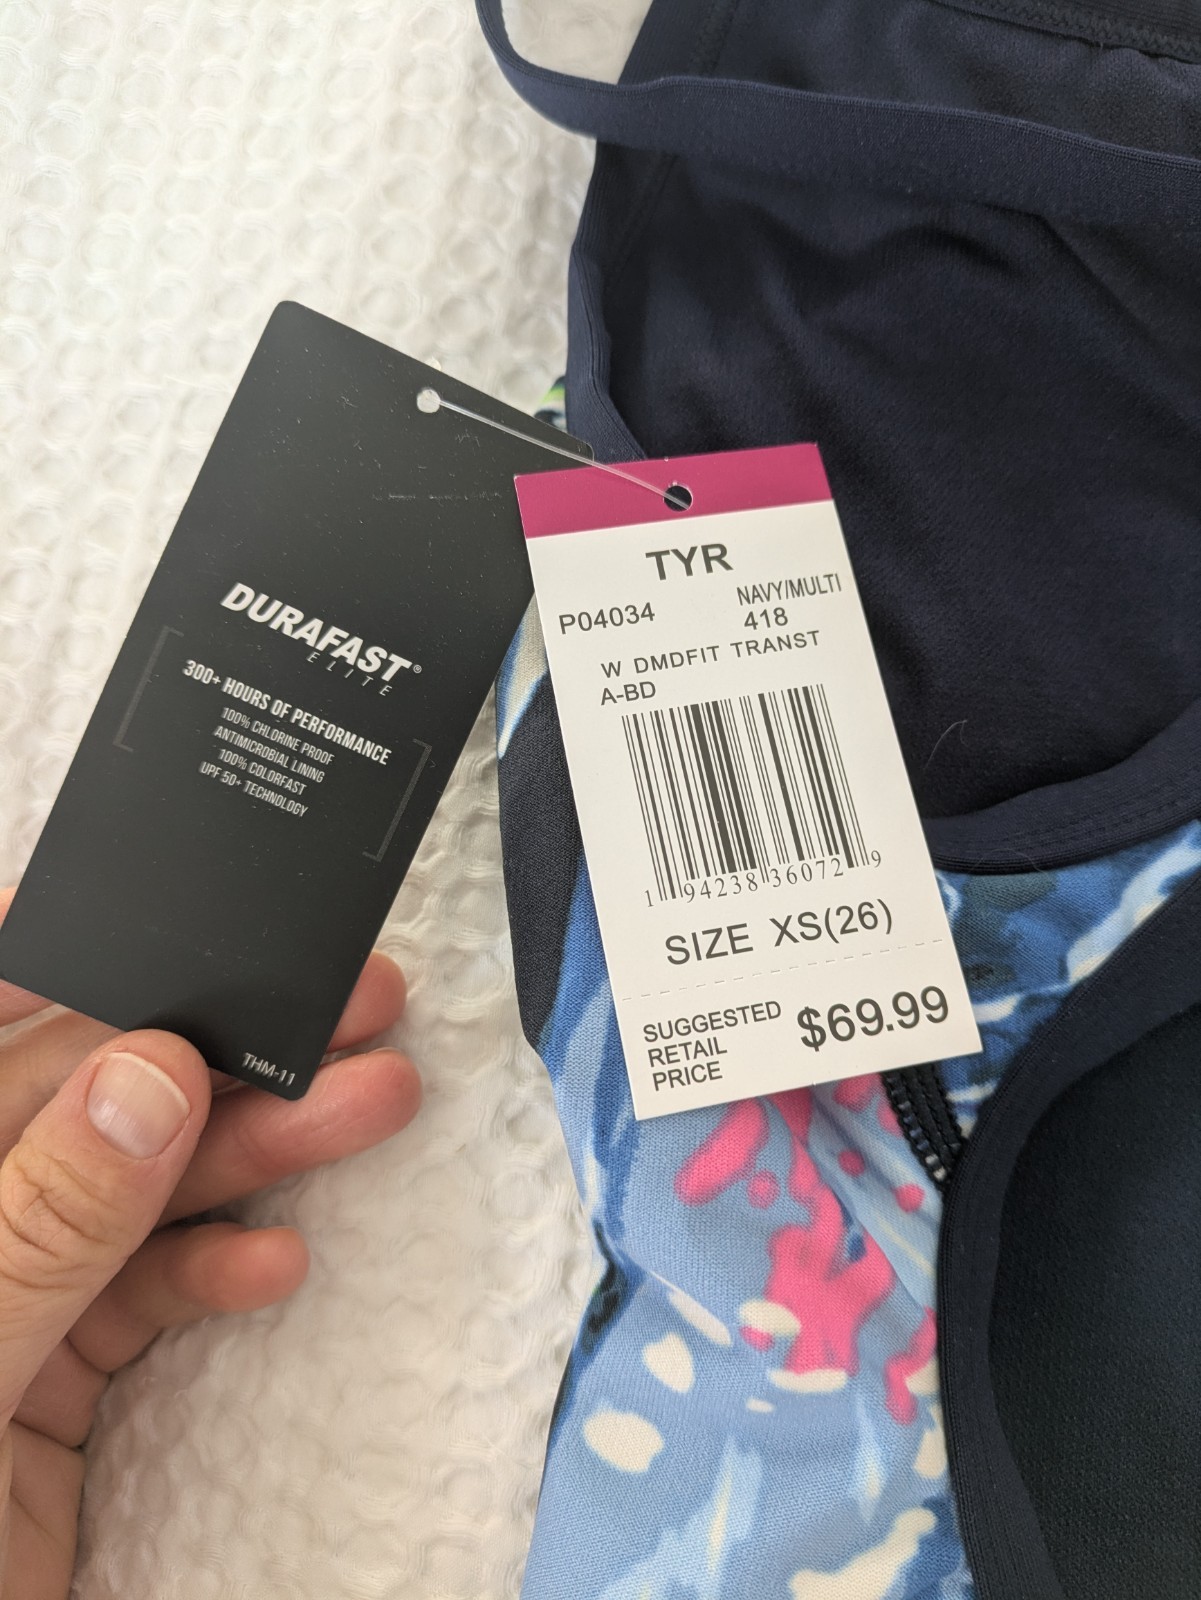 DURAFAST®
ELITE
300+ HOURS OF PERFORMANCE
100% CHLORINE PROOF
ANTIMICROBIAL LINING
100% COLORFAST
UPF 50+ TECHNOLOGY
THM-11
TYR
P04034 NAVY/MULTI
418
W DMDFIT TRANST
A-BD
1 94238 36072 9
SIZE XS(26)
SUGGESTED
RETAIL
PRICE
$69.99